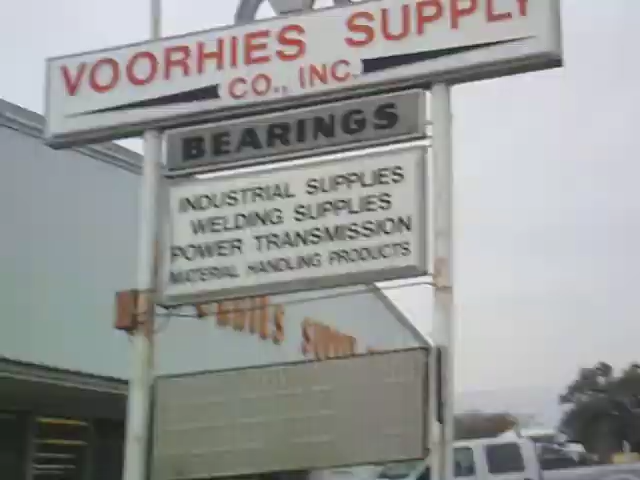 VOORHIES SUPPLY
CO., INC.
BEARINGS
INDUSTRIAL SUPPLIES
WELDING SUPPLIES
POWER TRANSMISSION
MATERIAL HANDLING PRODUCTS